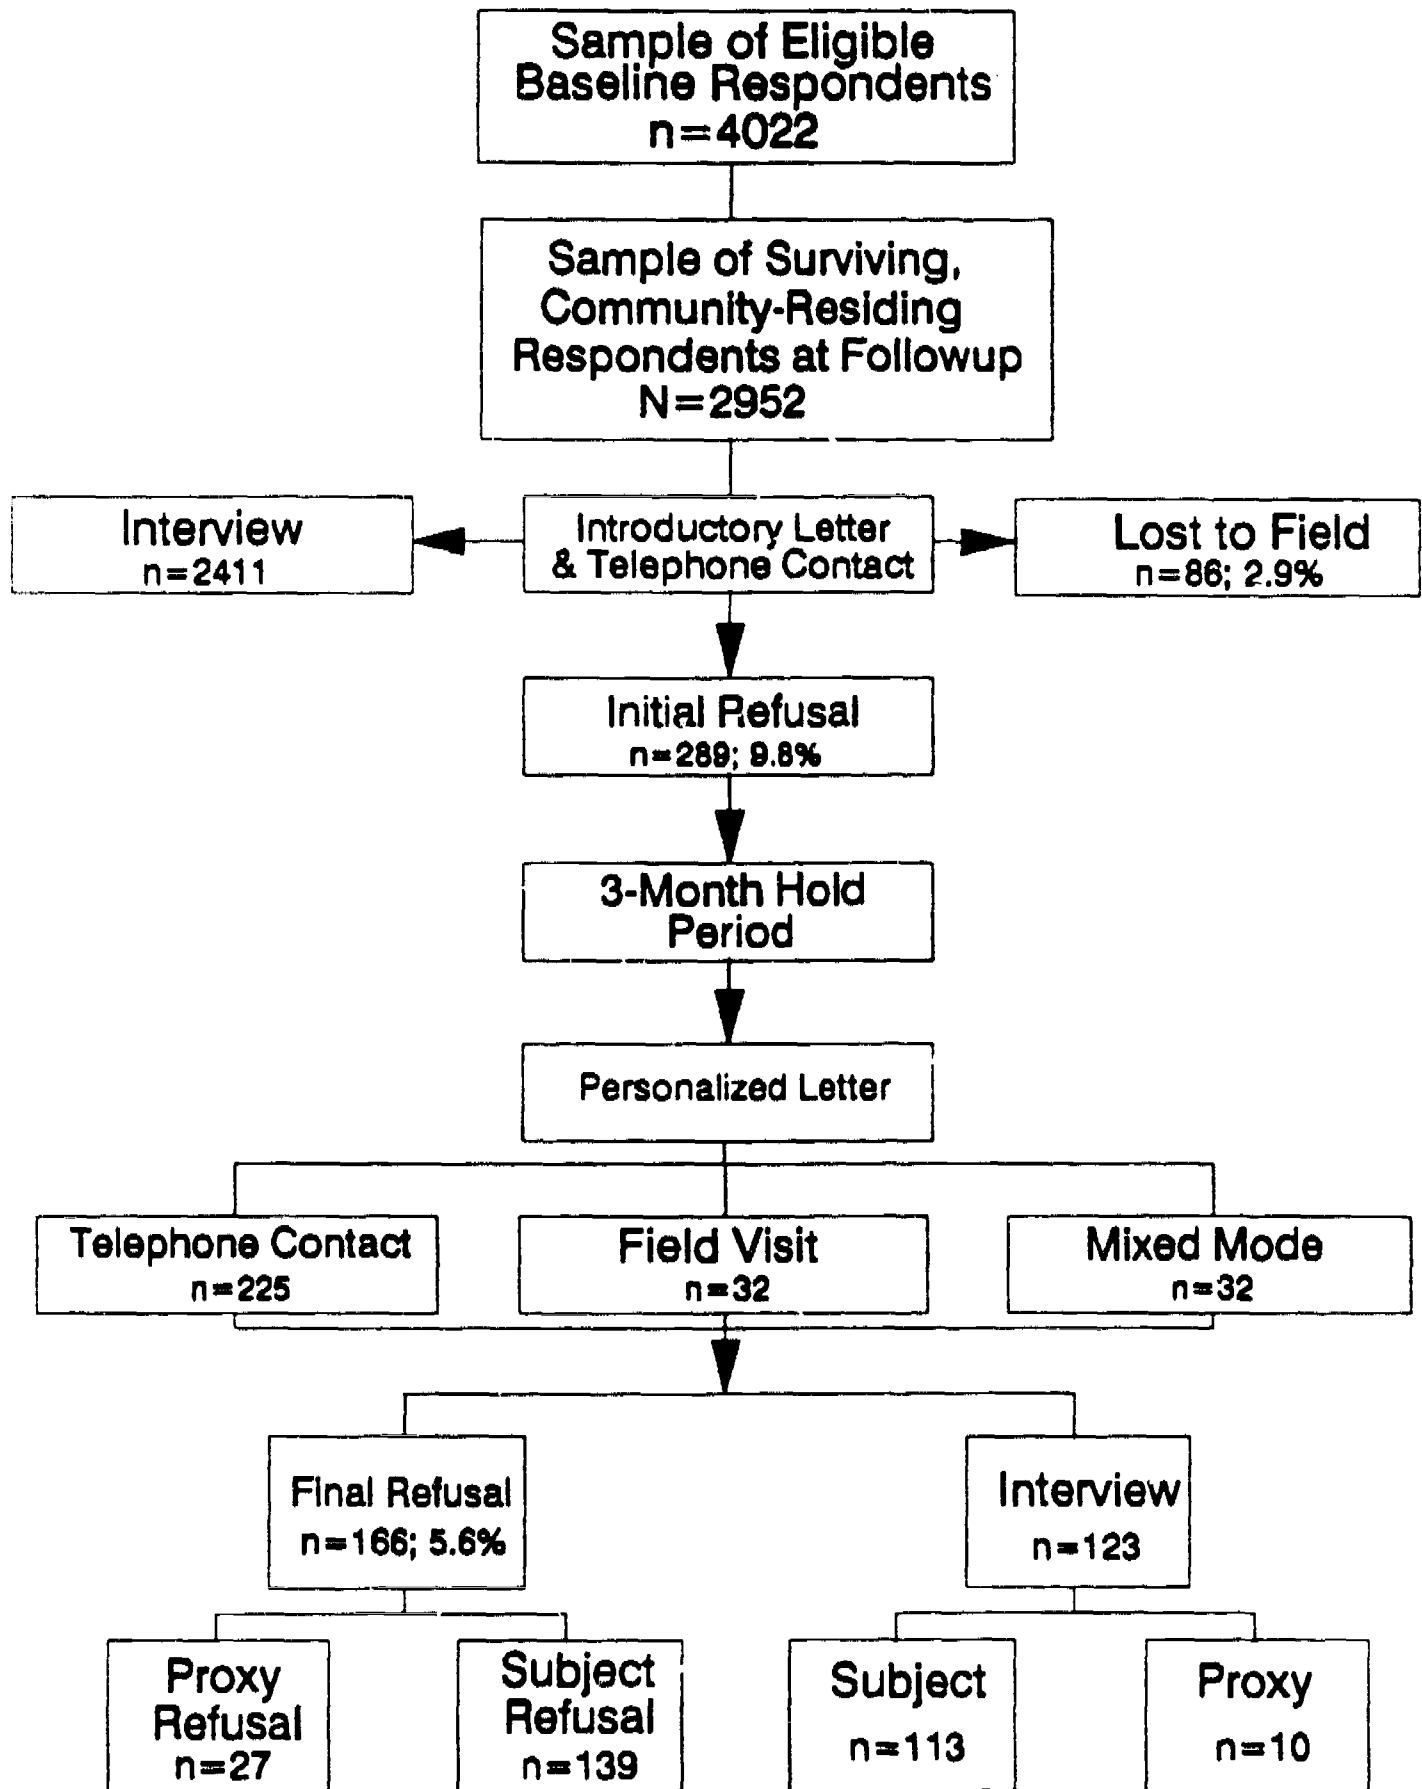 Sample of Eligible
Baseline Respondents
n=4022
Sample of Surviving,
Community-Residing
Respondents at Followup
N=2952
Interview
n=2411
Introductory Letter
& Telephone Contact
Lost to Field
n=86; 2.9%
Initial Refusal
n=289; 9.8%
3-Month Hold
Period
Personalized Letter
Telephone Contact
n=225
Field Visit
n=32
Mixed Mode
n=32
Final Refusal
n=166; 5.6%
Interview
n=123
Proxy
Refusal
n=27
Subject
Refusal
n=139
Subject
n=113
Proxy
n=10